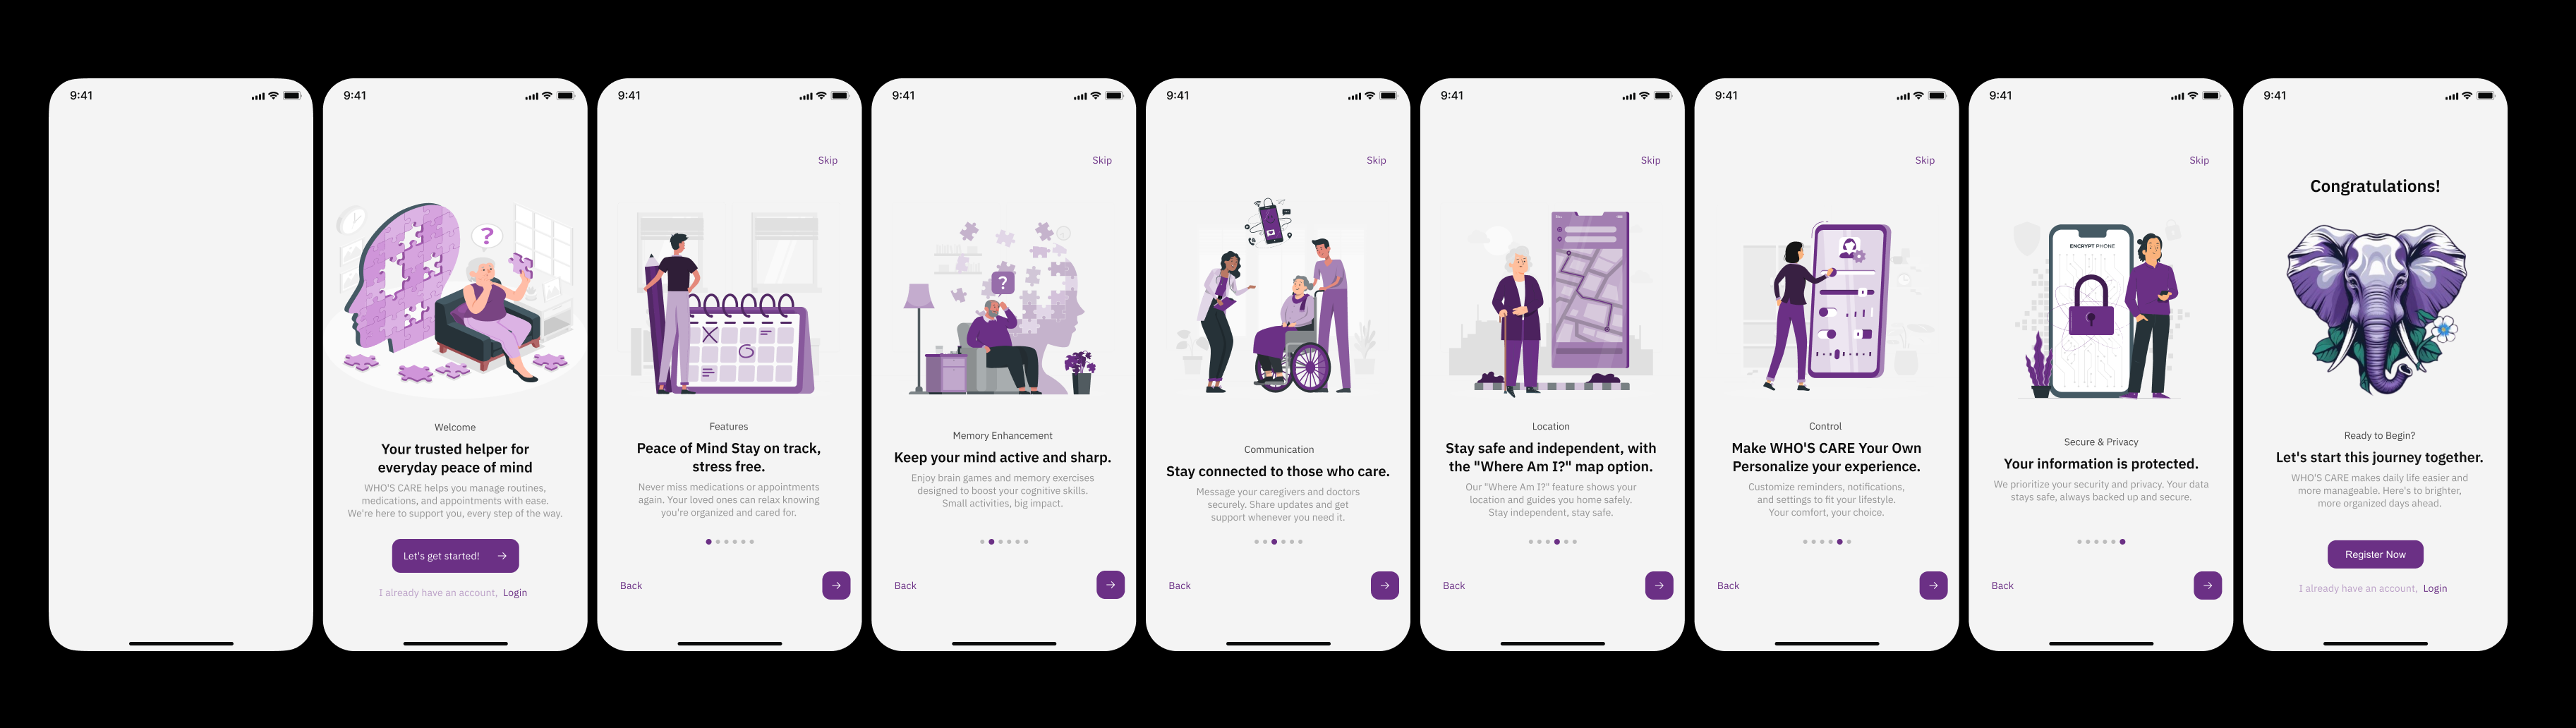 9:41
9:41
?
Welcome
Your trusted helper for
everyday peace of mind
WHO'S CARE helps you manage routines,
medications, and appointments with ease.
We're here to support you, every step of the way.
Let's get started!
I already have an account, Login
9:41
Skip
Features
Peace of Mind Stay on track,
stress free.
Never miss medications or appointments
again. Your loved ones can relax knowing
you're organized and cared for.
Back
9:41
Skip
?
Memory Enhancement
Keep your mind active and sharp.
Enjoy brain games and memory exercises
designed to boost your cognitive skills.
Small activities, big impact.
Back
9:41
Skip
Communication
Stay connected to those who care.
Message your caregivers and doctors
securely. Share updates and get
support whenever you need it.
Back
9:41
Skip
Location
Stay safe and independent, with
the "Where Am I?" map option.
Our "Where Am I?" feature shows your
location and guides you home safely.
Stay independent, stay safe.
Back
9:41
Skip
Control
Make WHO'S CARE Your Own
Personalize your experience.
Customize reminders, notifications,
and settings to fit your lifestyle.
Your comfort, your choice.
Back
9:41
Skip
ENCRYPT PHONE
Secure & Privacy
Your information is protected.
We prioritize your security and privacy. Your data
stays safe, always backed up and secure.
Back
9:41
Congratulations!
Ready to Begin?
Let's start this journey together.
WHO'S CARE makes daily life easier and
more manageable. Here's to brighter,
more organized days ahead.
Register Now
I already have an account, Login